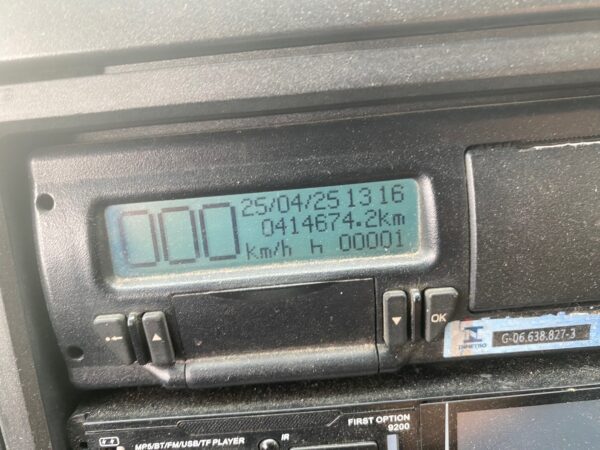 000 25/04/25 13 16
0414674.2km
km/h h 00001
OK
INMETRO
G-06.638.827-3
FIRST OPTION
9200
MP5/BT/FM/USB/TF PLAYER
IR